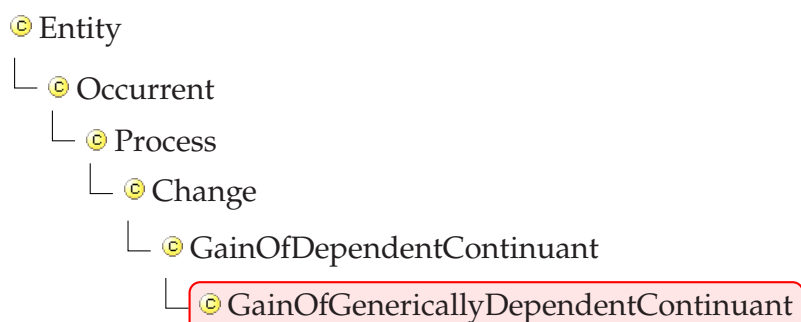 Entity
Occurrent
Process
Change
GainOfDependentContinuant
GainOfGenericallyDependentContinuant